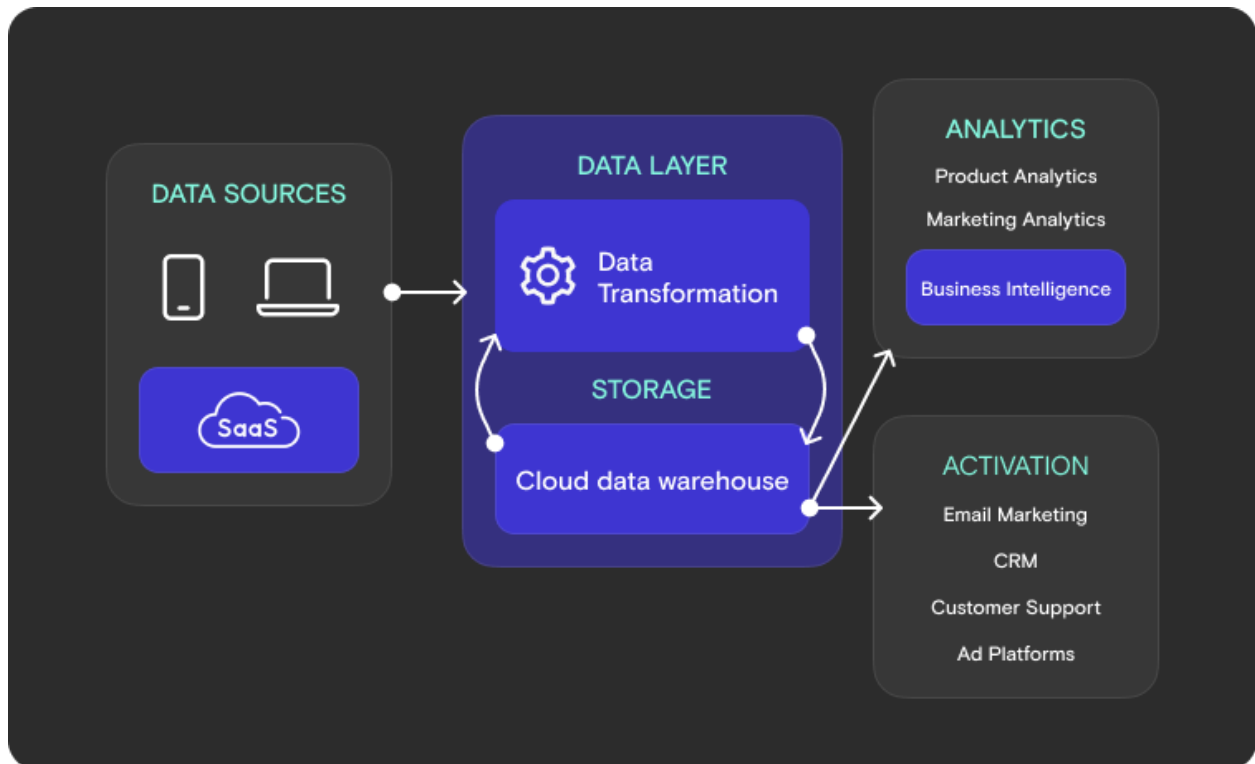 DATA SOURCES
SaaS
DATA LAYER
Data
Transformation
STORAGE
Cloud data warehouse
ANALYTICS
Product Analytics
Marketing Analytics
Business Intelligence
ACTIVATION
Email Marketing
CRM
Customer Support
Ad Platforms